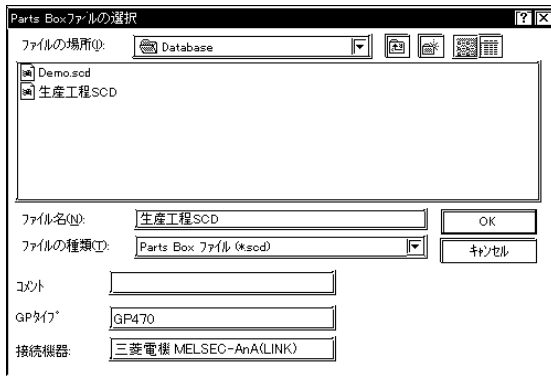 Parts Boxファイルの選択
ファイルの場所(I):
Database
Demo.scd
生産工程SCD
ファイル名(N):
生産工程SCD
OK
ファイルの種類(T):
Parts Box ファイル (*.scd)
キャンセル
コメント
GPタイプ
GP470
接続機器:
三菱電機 MELSEC-AnA(LINK)